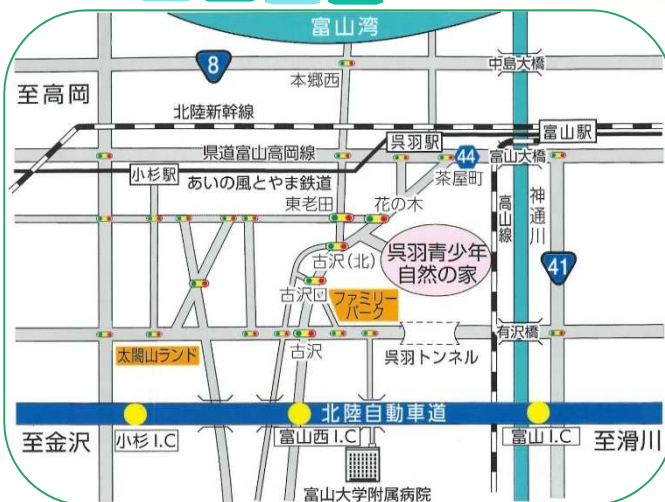 富山湾
8
中島大橋
本郷西
至高岡
北陸新幹線
呉羽駅
富山駅
県道富山高岡線
44
富山大橋
小杉駅
あいの風とやま鉄道
茶屋町
東老田
花の木
高山線
神通川
古沢(北)
呉羽青少年
自然の家
41
古沢
ファミリー
パーク
有沢橋
太閤山ランド
古沢
呉羽トンネル
北陸自動車道
至金沢
小杉I.C
富山西I.C
富山I.C
至滑川
富山大学附属病院